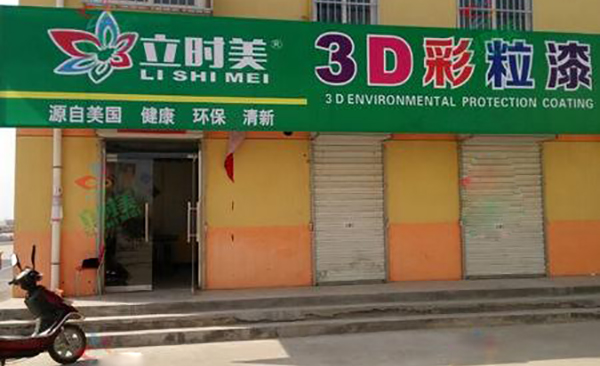 立时美®
LI SHI MEI
源自美国 健康 环保 清新
3D彩粒漆
3D ENVIRONMENTAL PROTECTION COATING